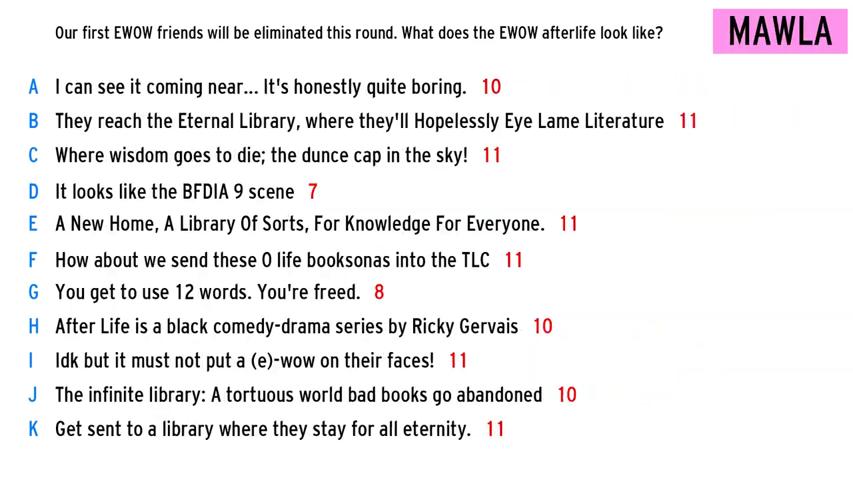 Our first EWOW friends will be eliminated this round. What does the EWOW afterlife look like?
MAWLA
A I can see it coming near... It's honestly quite boring. 10
B They reach the Eternal Library, where they'll Hopelessly Eye Lame Literature 11
C Where wisdom goes to die; the dunce cap in the sky! 11
D It looks like the BFDIA 9 scene 7
E A New Home, A Library Of Sorts, For Knowledge For Everyone. 11
F How about we send these 0 life booksonas into the TLC 11
G You get to use 12 words. You're freed. 8
H After Life is a black comedy-drama series by Ricky Gervais 10
I Idk but it must not put a (e)-wow on their faces! 11
J The infinite library: A tortuous world bad books go abandoned 10
K Get sent to a library where they stay for all eternity. 11